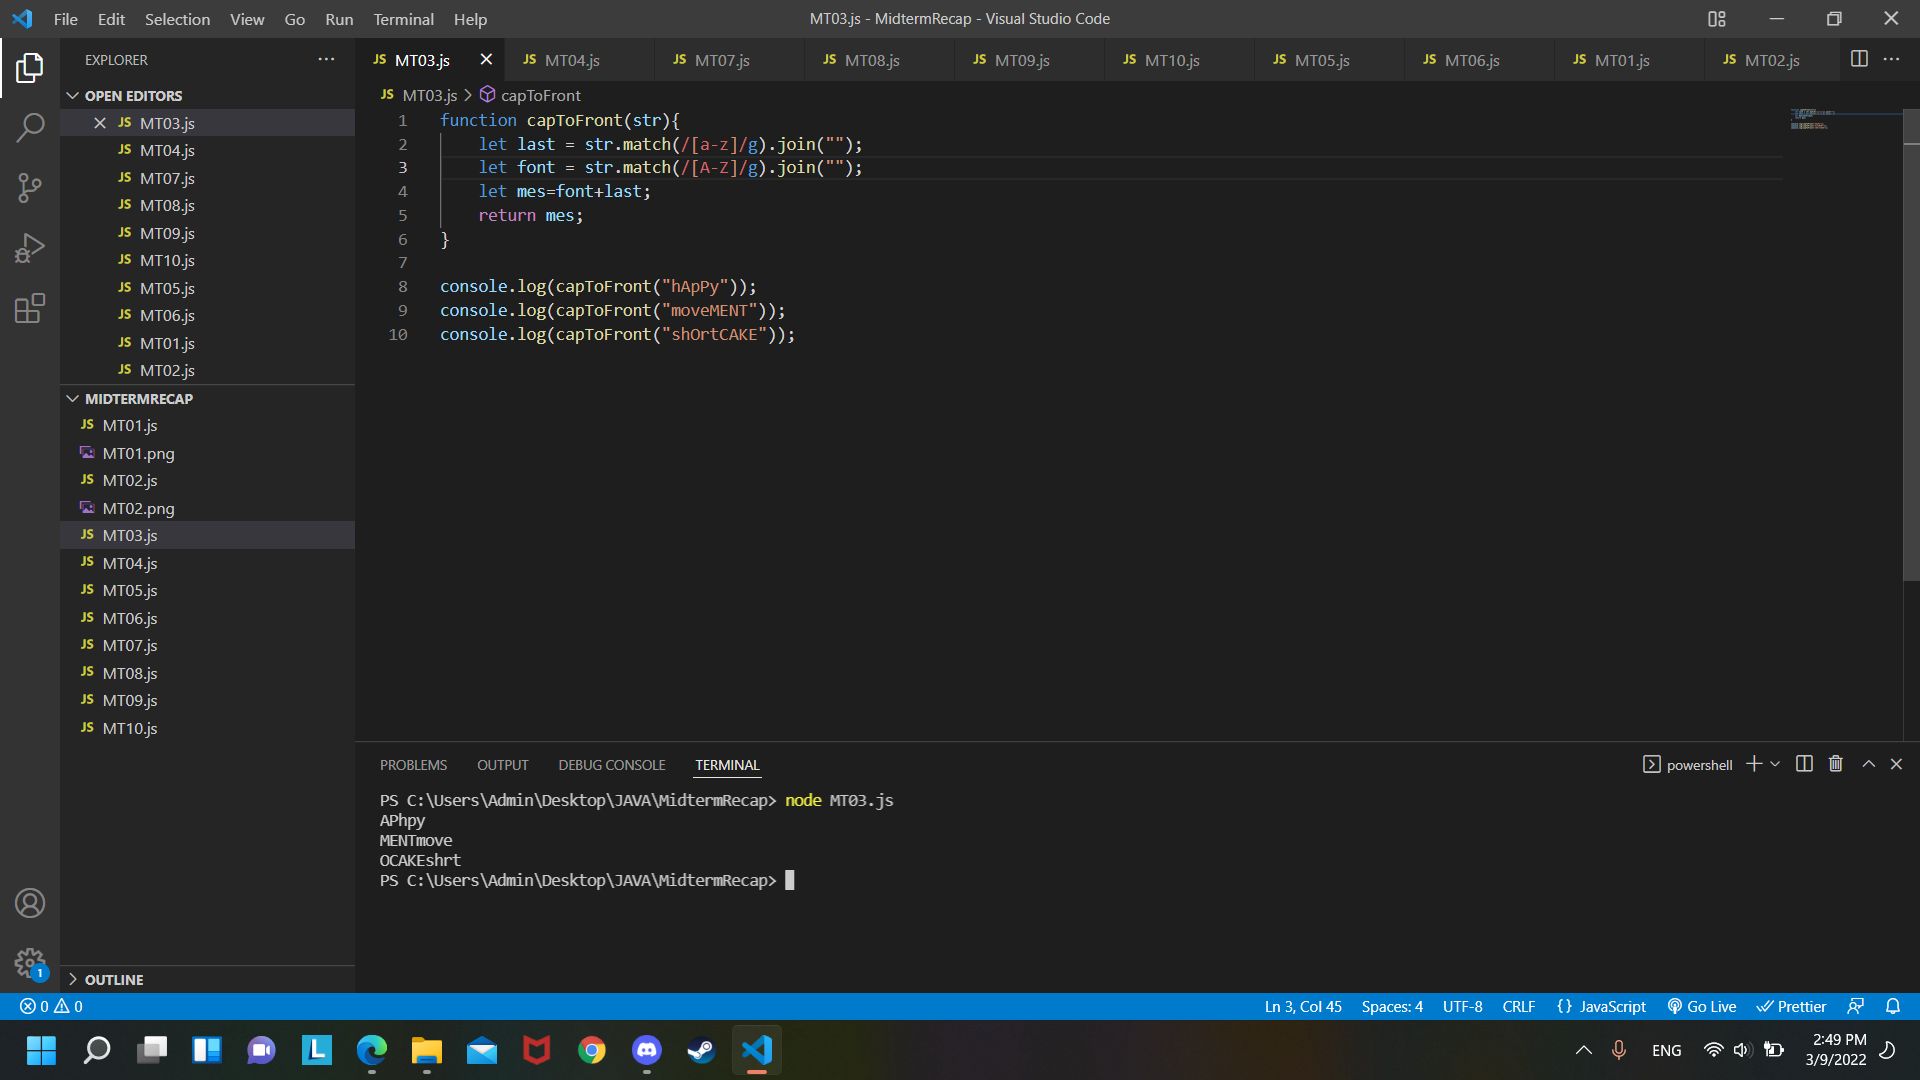 File Edit Selection View Go Run Terminal Help
MT03.js - MidtermRecap - Visual Studio Code
EXPLORER
OPEN EDITORS
JS MT03.js
JS MT04.js
JS MT07.js
JS MT08.js
JS MT09.js
JS MT10.js
JS MT05.js
JS MT06.js
JS MT01.js
JS MT02.js
MIDTERMRECAP
JS MT01.js
MT01.png
JS MT02.js
MT02.png
JS MT03.js
JS MT04.js
JS MT05.js
JS MT06.js
JS MT07.js
JS MT08.js
JS MT09.js
JS MT10.js
OUTLINE
JS MT03.js JS MT04.js JS MT07.js JS MT08.js JS MT09.js JS MT10.js JS MT05.js JS MT06.js JS MT01.js JS MT02.js
JS MT03.js > capToFront
1 function capToFront(str){
2 let last = str.match(/[a-z]/g).join("");
3 let font = str.match(/[A-Z]/g).join("");
4 let mes=font+last;
5 return mes;
6 }
7
8 console.log(capToFront("hApPy"));
9 console.log(capToFront("moveMENT"));
10 console.log(capToFront("shOrtCAKE"));
PROBLEMS OUTPUT DEBUG CONSOLE TERMINAL
powershell
PS C:\Users\Admin\Desktop\JAVA\MidtermRecap> node MT03.js
APhpy
MENTmove
OCAKEshrt
PS C:\Users\Admin\Desktop\JAVA\MidtermRecap>
1
0 0
Ln 3, Col 45 Spaces: 4 UTF-8 CRLF {} JavaScript Go Live Prettier
L
ENG
2:49 PM
3/9/2022